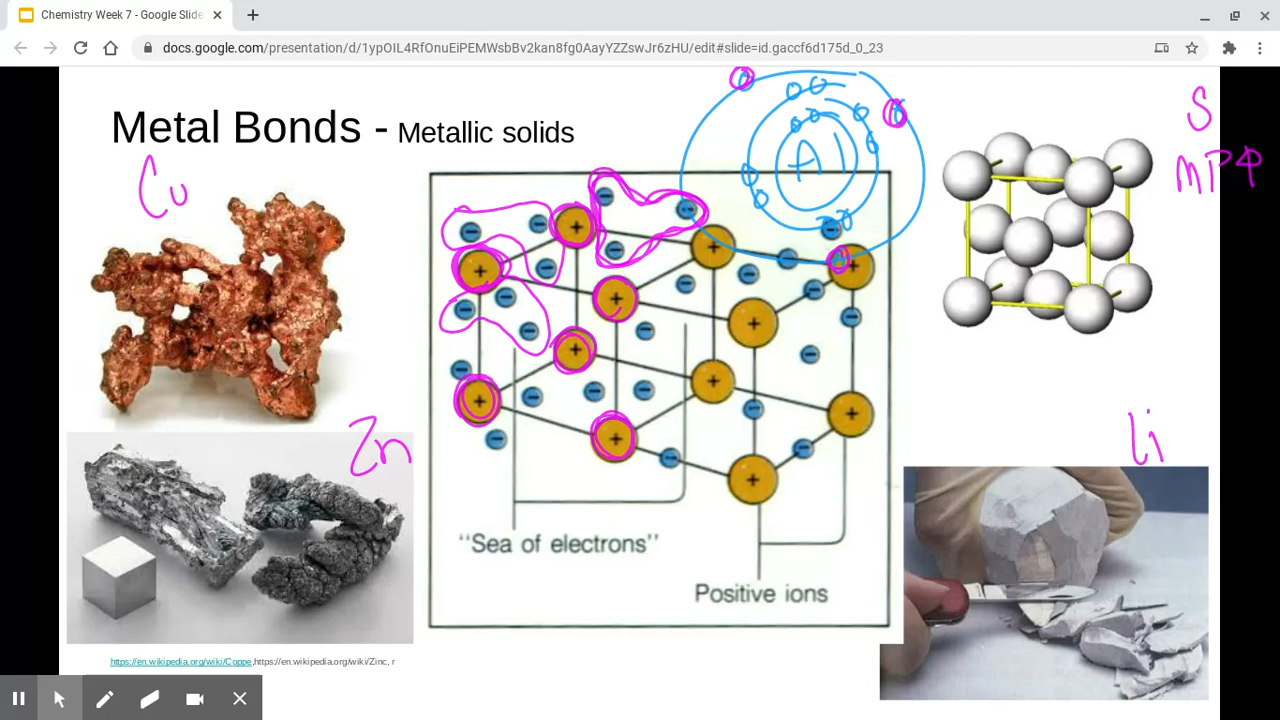 Chemistry Week 7 - Google Slide
docs.google.com/presentation/d/1ypOIL4RfOnuEiPEMWsbBv2kan8fg0AayYZZswJr6zHU/edit#slide=id.gaccf6d175d_0_23
Metal Bonds - Metallic solids
Al
S
MP↑
Cu
Zn
Li
"Sea of electrons"
Positive ions
https://en.wikipedia.org/wiki/Coppe,https://en.wikipedia.org/wiki/Zinc, r